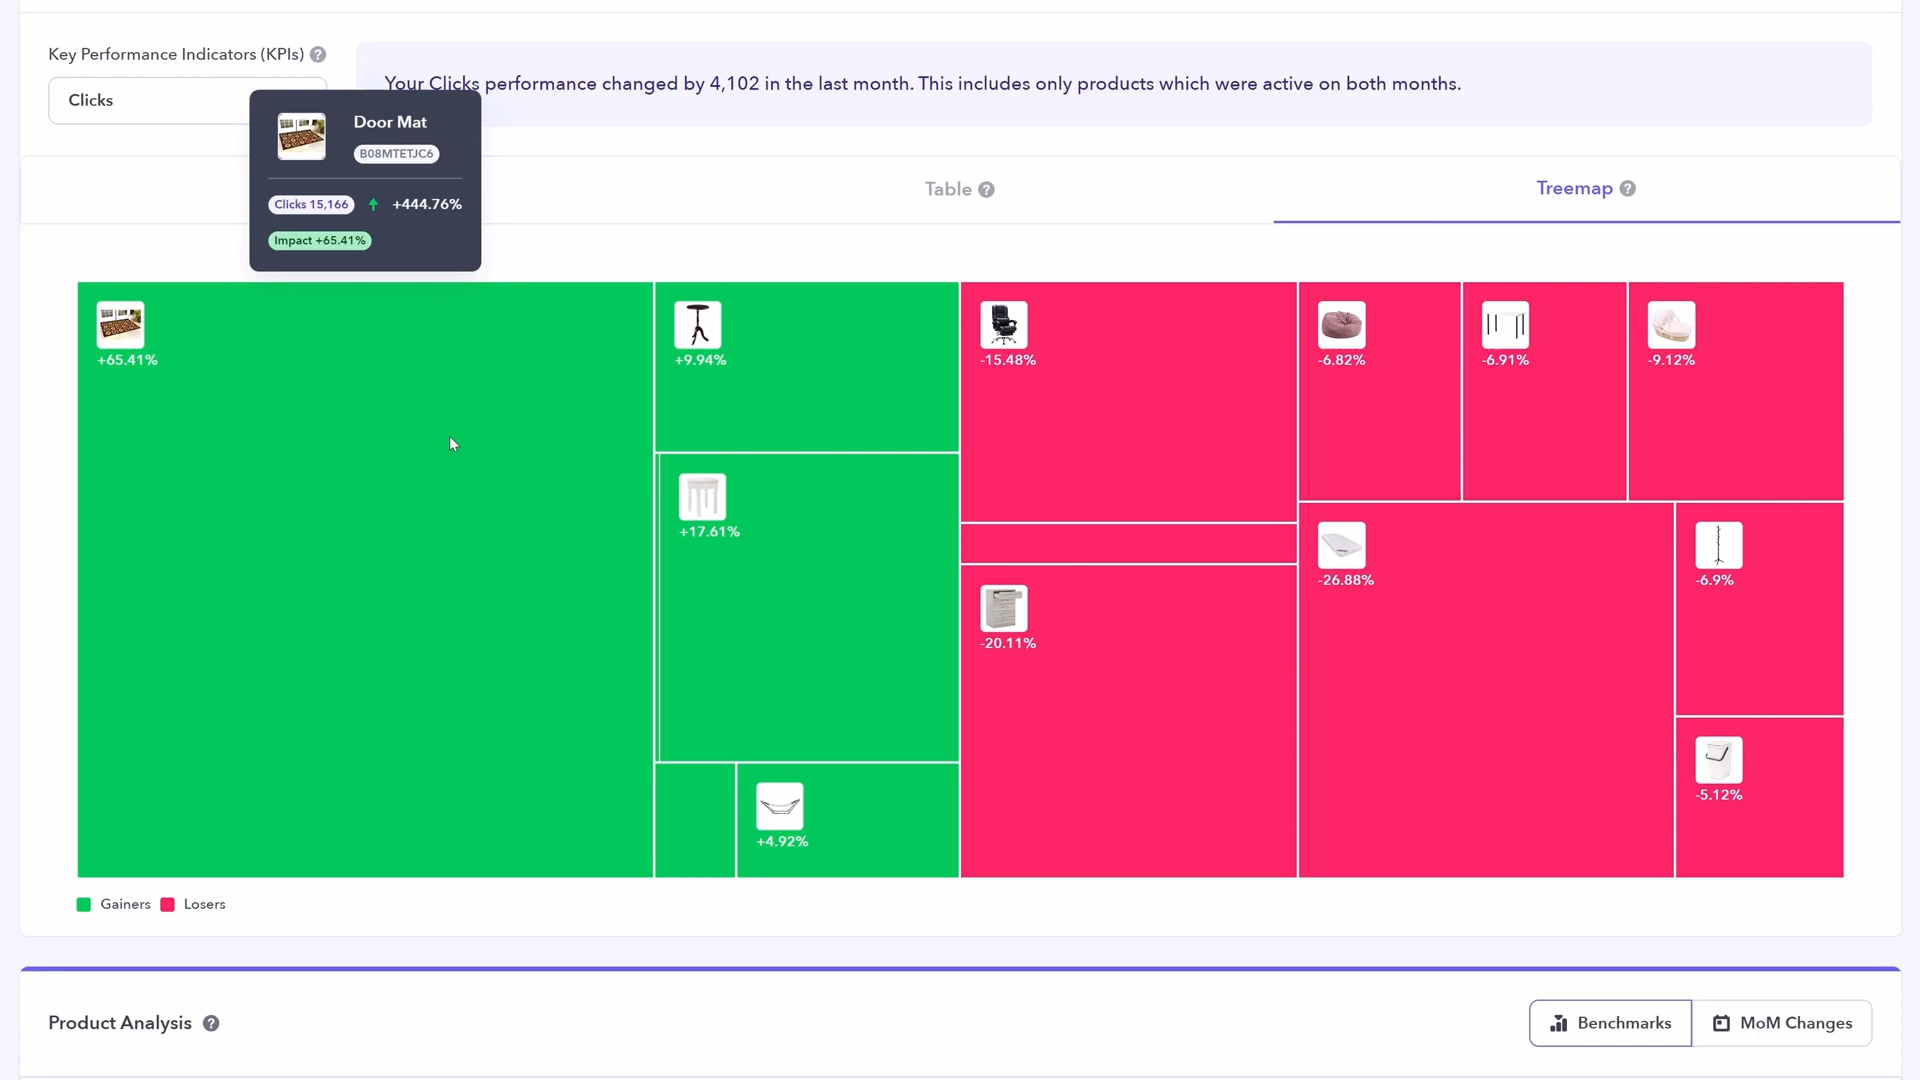 Key Performance Indicators (KPIs) ?
Your Clicks performance changed by 4,102 in the last month. This includes only products which were active on both months.
Clicks
Door Mat
B08MTETJC6
Clicks 15,166 +444.76%
Impact +65.41%
Table ?
Treemap ?
+65.41%
+9.94%
-15.48%
-6.82%
-6.91%
-9.12%
+17.61%
-26.88%
-6.9%
-20.11%
-5.12%
+4.92%
Gainers
Losers
Product Analysis ?
Benchmarks
MoM Changes